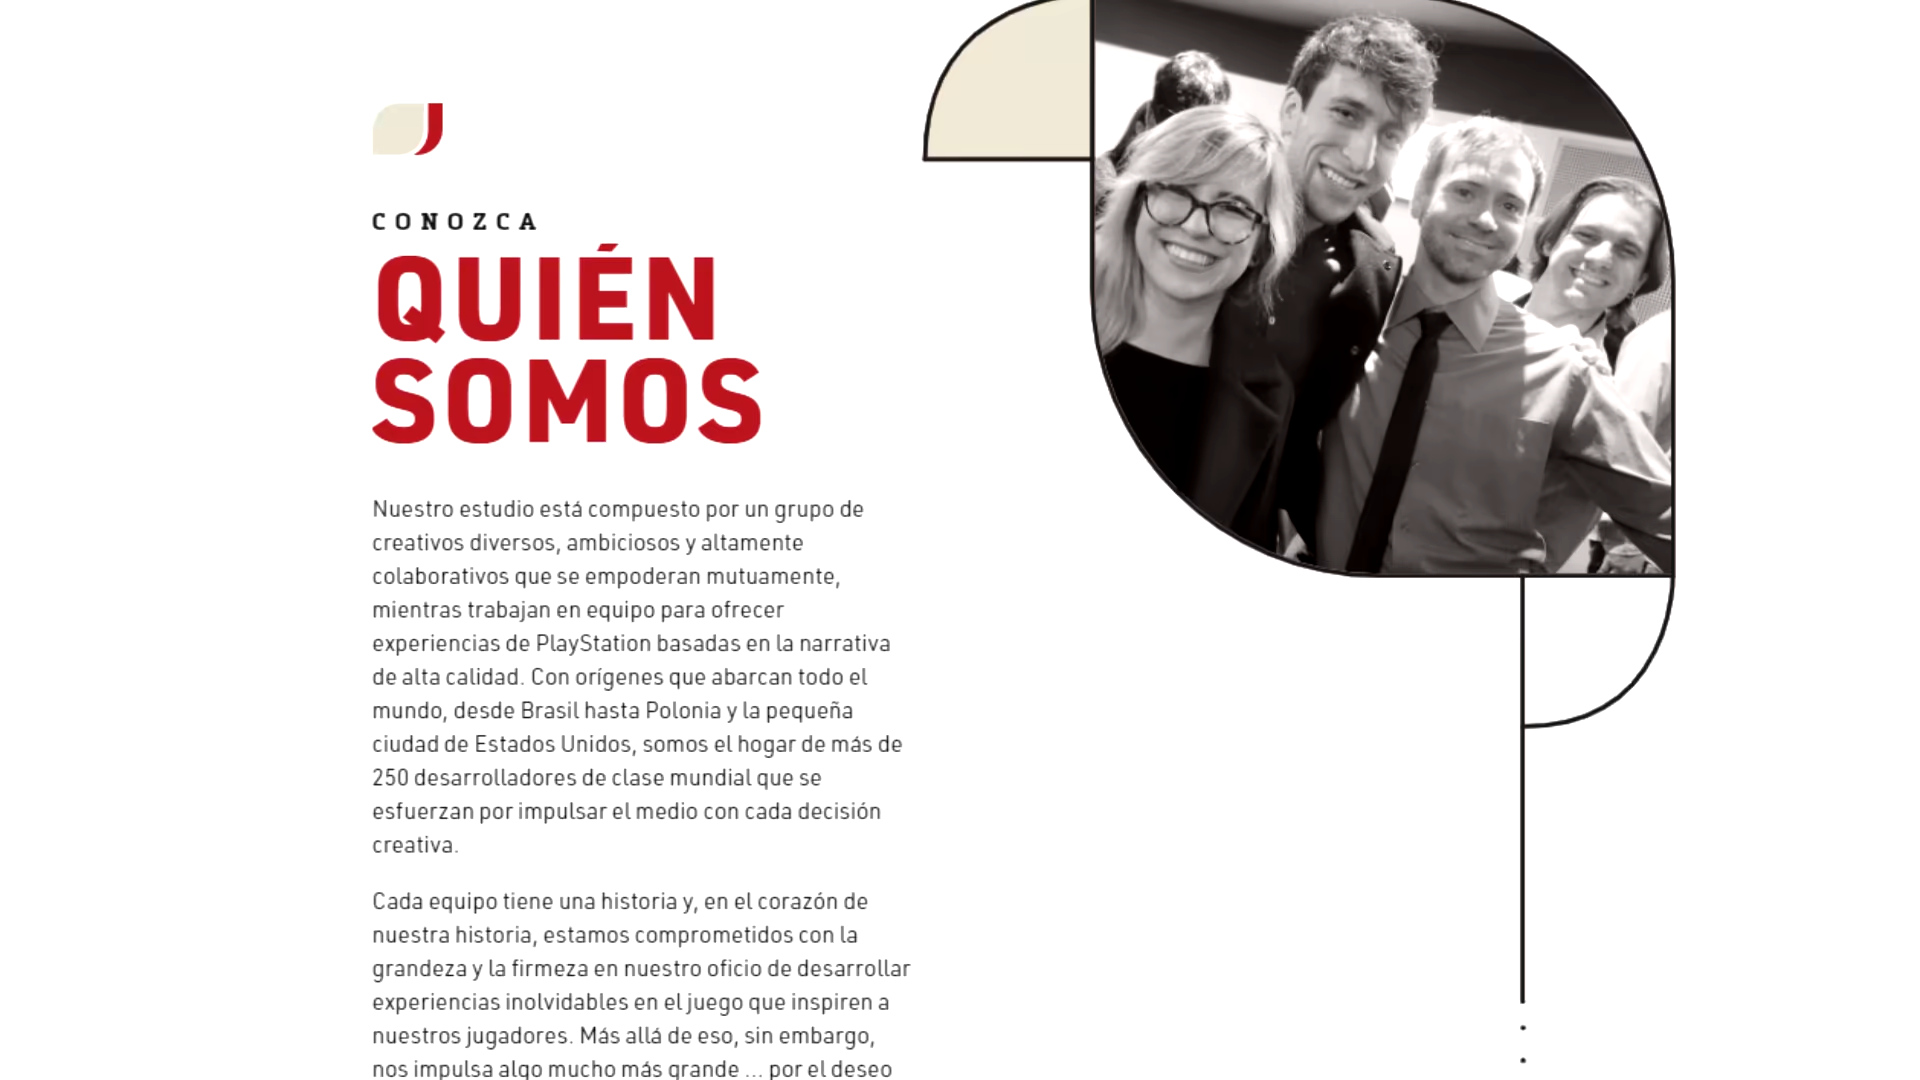 CONOZCA
QUIÉN
SOMOS
Nuestro estudio está compuesto por un grupo de
creativos diversos, ambiciosos y altamente
colaborativos que se empoderan mutuamente,
mientras trabajan en equipo para ofrecer
experiencias de PlayStation basadas en la narrativa
de alta calidad. Con orígenes que abarcan todo el
mundo, desde Brasil hasta Polonia y la pequeña
ciudad de Estados Unidos, somos el hogar de más de
250 desarrolladores de clase mundial que se
esfuerzan por impulsar el medio con cada decisión
creativa.
Cada equipo tiene una historia y, en el corazón de
nuestra historia, estamos comprometidos con la
grandeza y la firmeza en nuestro oficio de desarrollar
experiencias inolvidables en el juego que inspiren a
nuestros jugadores. Más allá de eso, sin embargo,
nos impulsa algo mucho más grande ... por el deseo